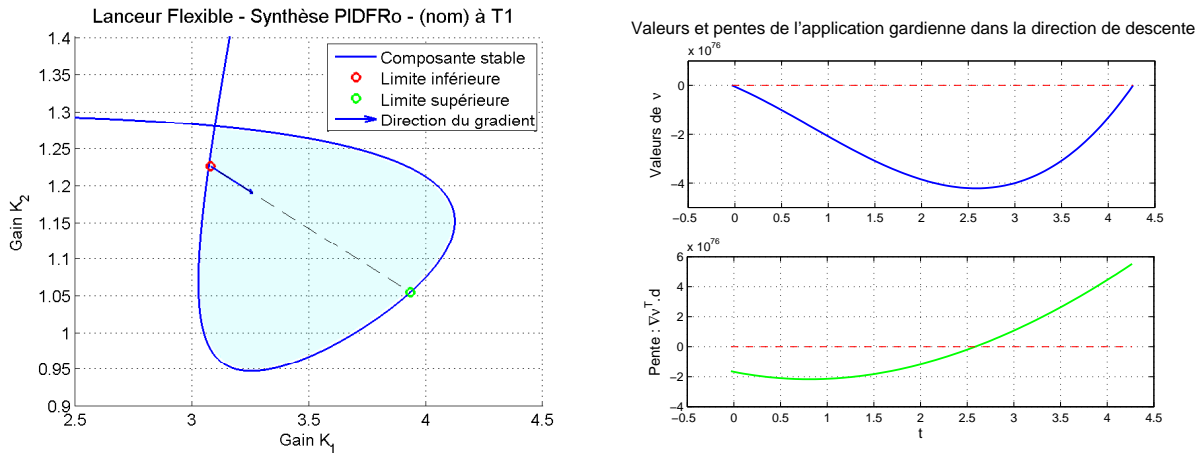 Lanceur Flexible - Synthèse PIDFRo - (nom) à T1
1.4
1.35
1.3
1.25
1.2
1.15
1.1
1.05
1
0.95
0.9
Gain K2
Composante stable
Limite inférieure
Limite supérieure
Direction du gradient
2.5 3 3.5 4 4.5
Gain K1
Valeurs et pentes de l'application gardienne dans la direction de descente
x 10^76
0
−2
−4
Valeurs de ν
−0.5 0 0.5 1 1.5 2 2.5 3 3.5 4 4.5
x 10^76
6
4
2
0
−2
−4
Pente : ∇ν^T.d
−0.5 0 0.5 1 1.5 2 2.5 3 3.5 4 4.5
t